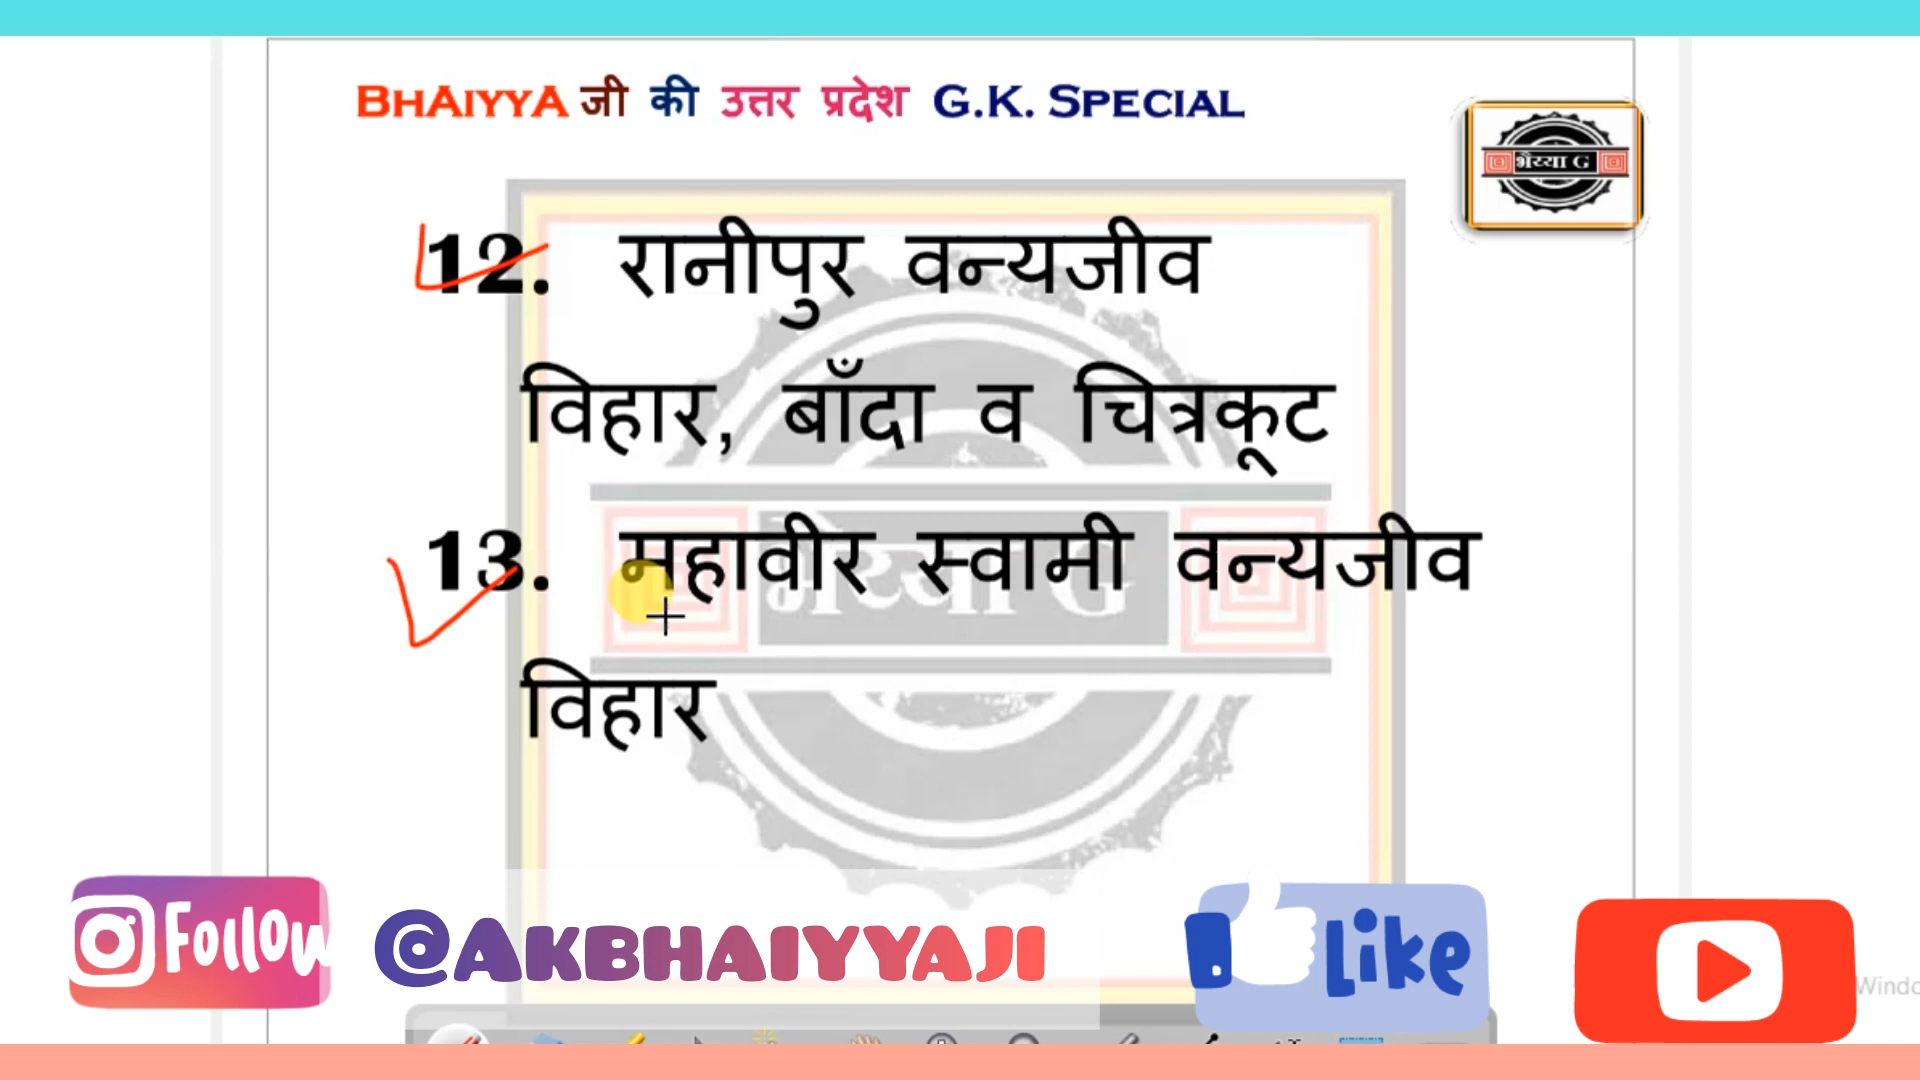 BHAIYYA जी की उत्तर प्रदेश G.K. SPECIAL
भैय्या G
12. रानीपुर वन्यजीव
विहार, बाँदा व चित्रकूट
13. महावीर स्वामी वन्यजीव
भैय्या G
विहार
Follow @AKBHAIYYAJI Like